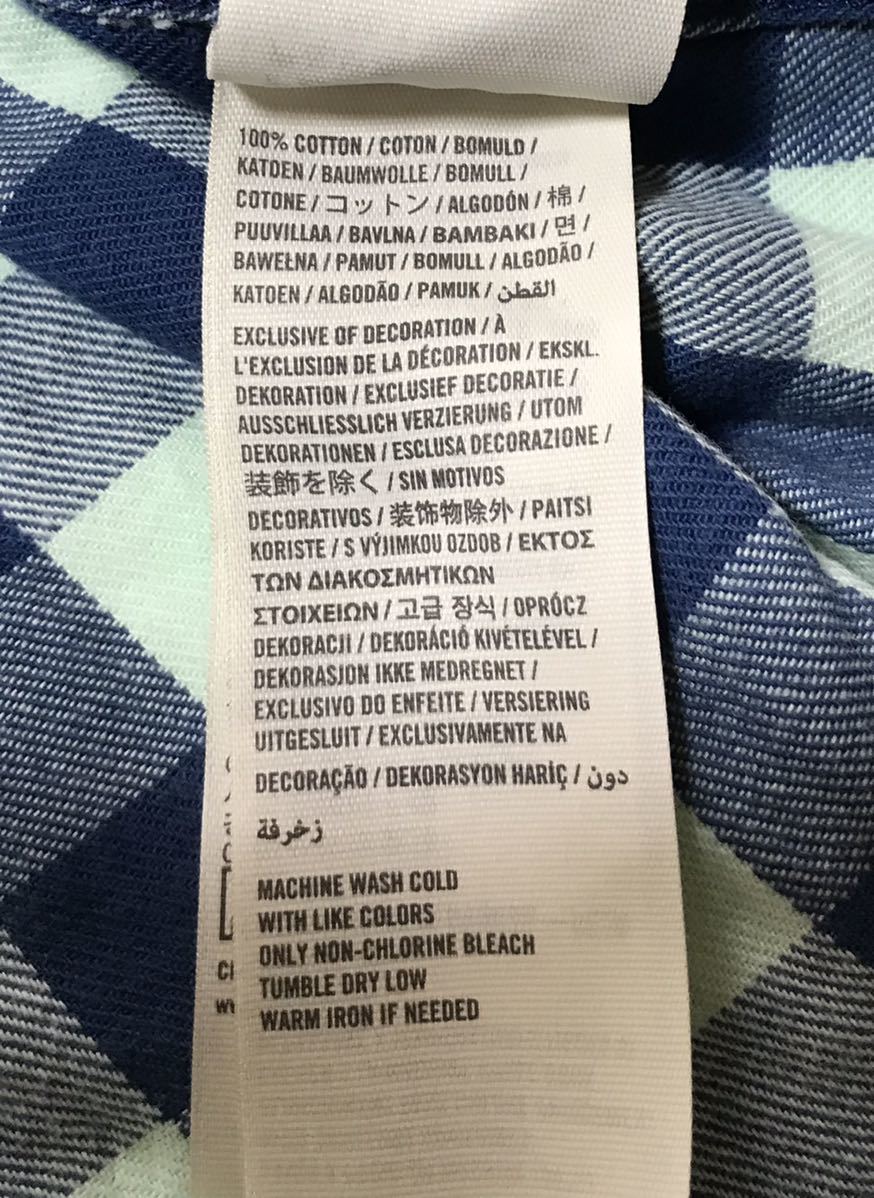 100% COTTON / COTON / BOMULD /
KATOEN / BAUMWOLLE / BOMULL /
COTONE / コットン / ALGODÓN / 棉 /
PUUVILLAA / BAVLNA / BAMBAKI / 면 /
BAWEŁNA / PAMUT / BOMULL / ALGODÃO /
KATOEN / ALGODÃO / PAMUK / القطن
EXCLUSIVE OF DECORATION / À
L'EXCLUSION DE LA DÉCORATION / EKSKL.
DEKORATION / EXCLUSIEF DECORATIE /
AUSSCHLIESSLICH VERZIERUNG / UTOM
DEKORATIONEN / ESCLUSA DECORAZIONE /
装飾を除く / SIN MOTIVOS
DECORATIVOS / 装饰物除外 / PAITSI
KORISTE / S VÝJIMKOU OZDOB / ΕΚΤΟΣ
ΤΩΝ ΔΙΑΚΟΣΜΗΤΙΚΩΝ
ΣΤΟΙΧΕΙΩΝ / 고급 장식 / OPRÓCZ
DEKORACJI / DEKORÁCIÓ KIVÉTELÉVEL /
DEKORASJON IKKE MEDREGNET /
EXCLUSIVO DO ENFEITE / VERSIERING
UITGESLUIT / EXCLUSIVAMENTE NA
DECORAÇÃO / DEKORASYON HARİÇ / دون
زخرفة
MACHINE WASH COLD
WITH LIKE COLORS
ONLY NON-CHLORINE BLEACH
TUMBLE DRY LOW
WARM IRON IF NEEDED